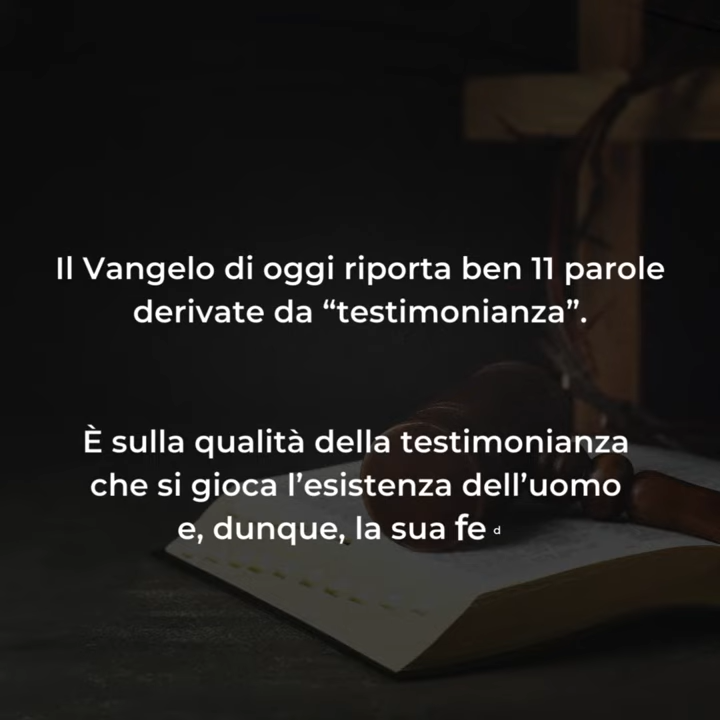 Il Vangelo di oggi riporta ben 11 parole
derivate da “testimonianza”.
È sulla qualità della testimonianza
che si gioca l’esistenza dell’uomo
e, dunque, la sua fe d